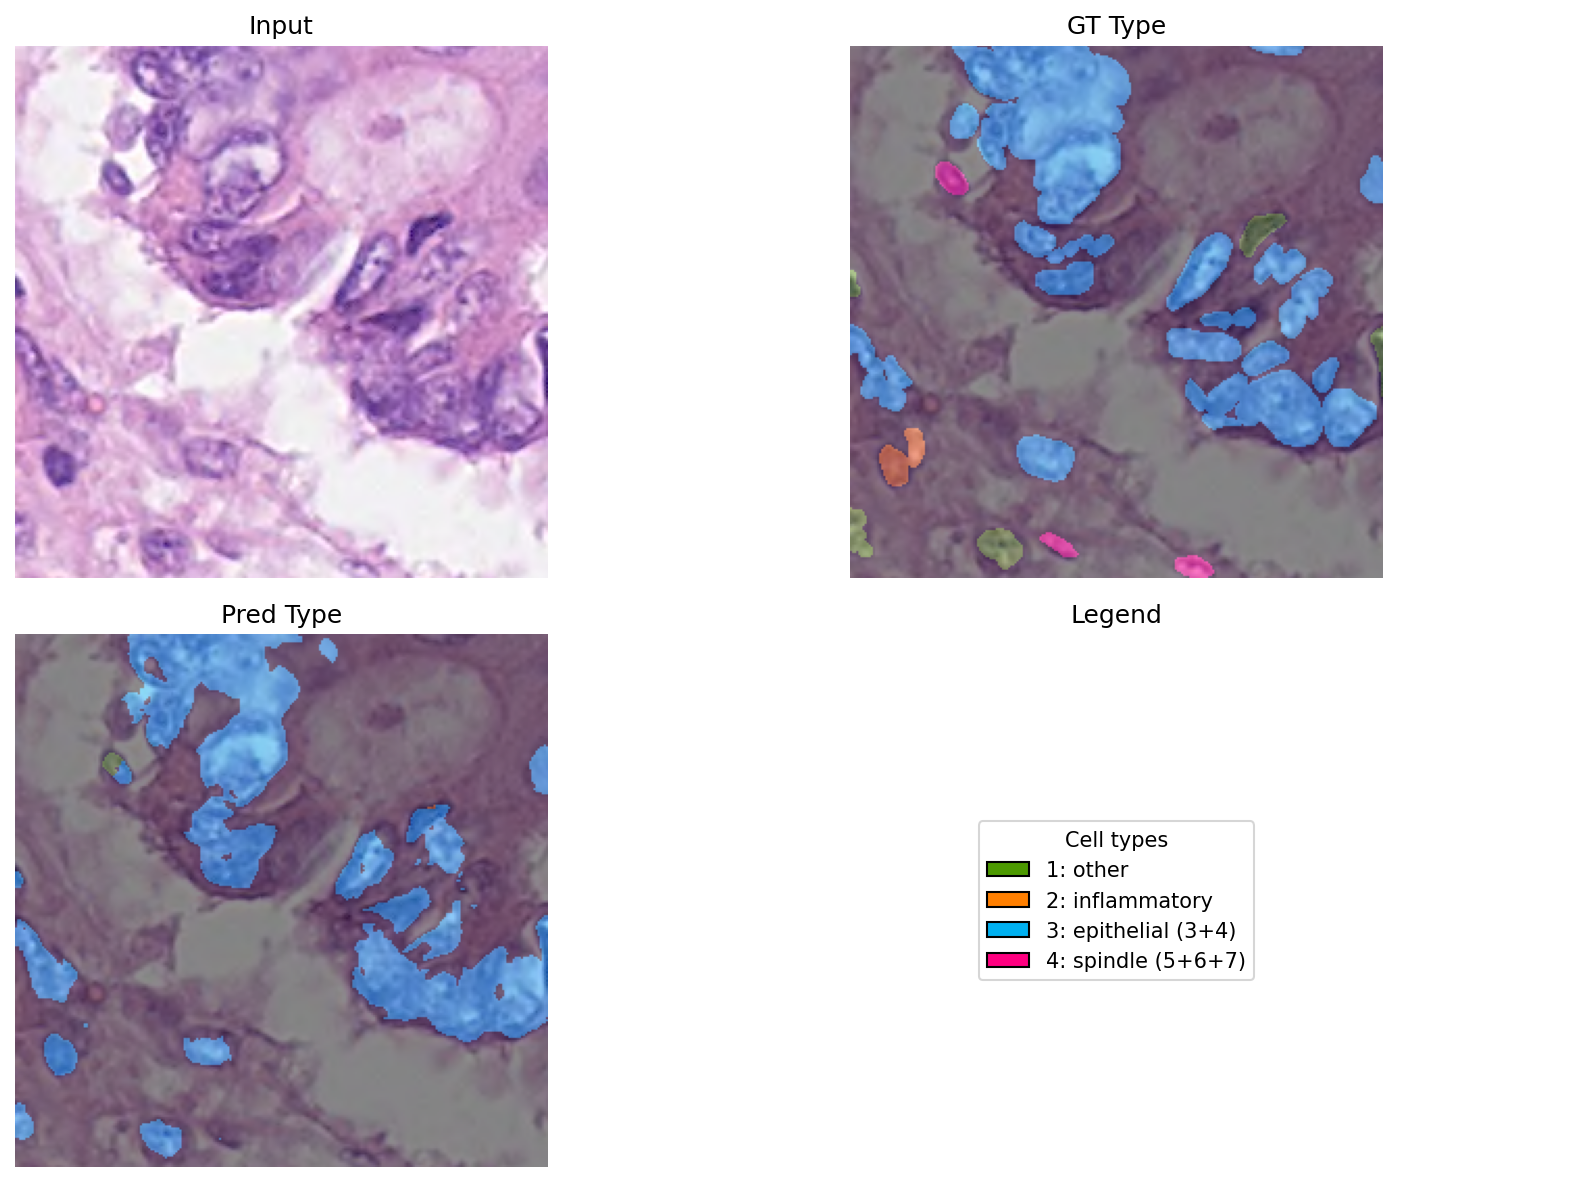 Input
GT Type
Pred Type
Legend
Cell types
1: other
2: inflammatory
3: epithelial (3+4)
4: spindle (5+6+7)